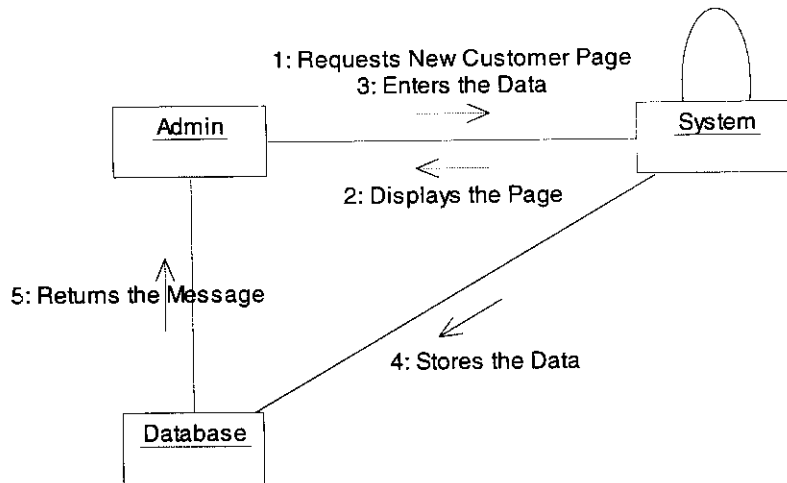 1: Requests New Customer Page
3: Enters the Data
Admin
System
2: Displays the Page
5: Returns the Message
4: Stores the Data
Database